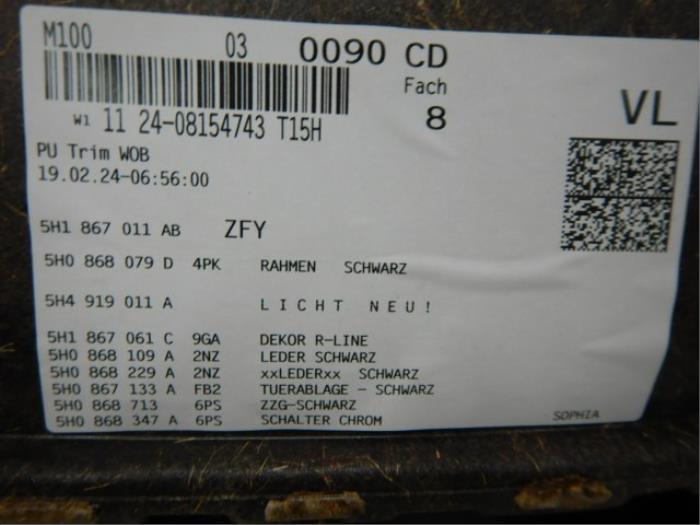 M100 03 0090 CD
Fach
8
VL
W1 11 24-08154743 T15H
PU Trim WOB
19.02.24-06:56:00
5H1 867 011 AB ZFY
5H0 868 079 D 4PK RAHMEN SCHWARZ
5H4 919 011 A LICHT NEU!
5H1 867 061 C 9GA DEKOR R-LINE
5H0 868 109 A 2NZ LEDER SCHWARZ
5H0 868 229 A 2NZ xxLEDERxx SCHWARZ
5H0 867 133 A FB2 TUERABLAGE - SCHWARZ
5H0 868 713 6PS ZZG-SCHWARZ
5H0 868 347 A 6PS SCHALTER CHROM
SOPHIA